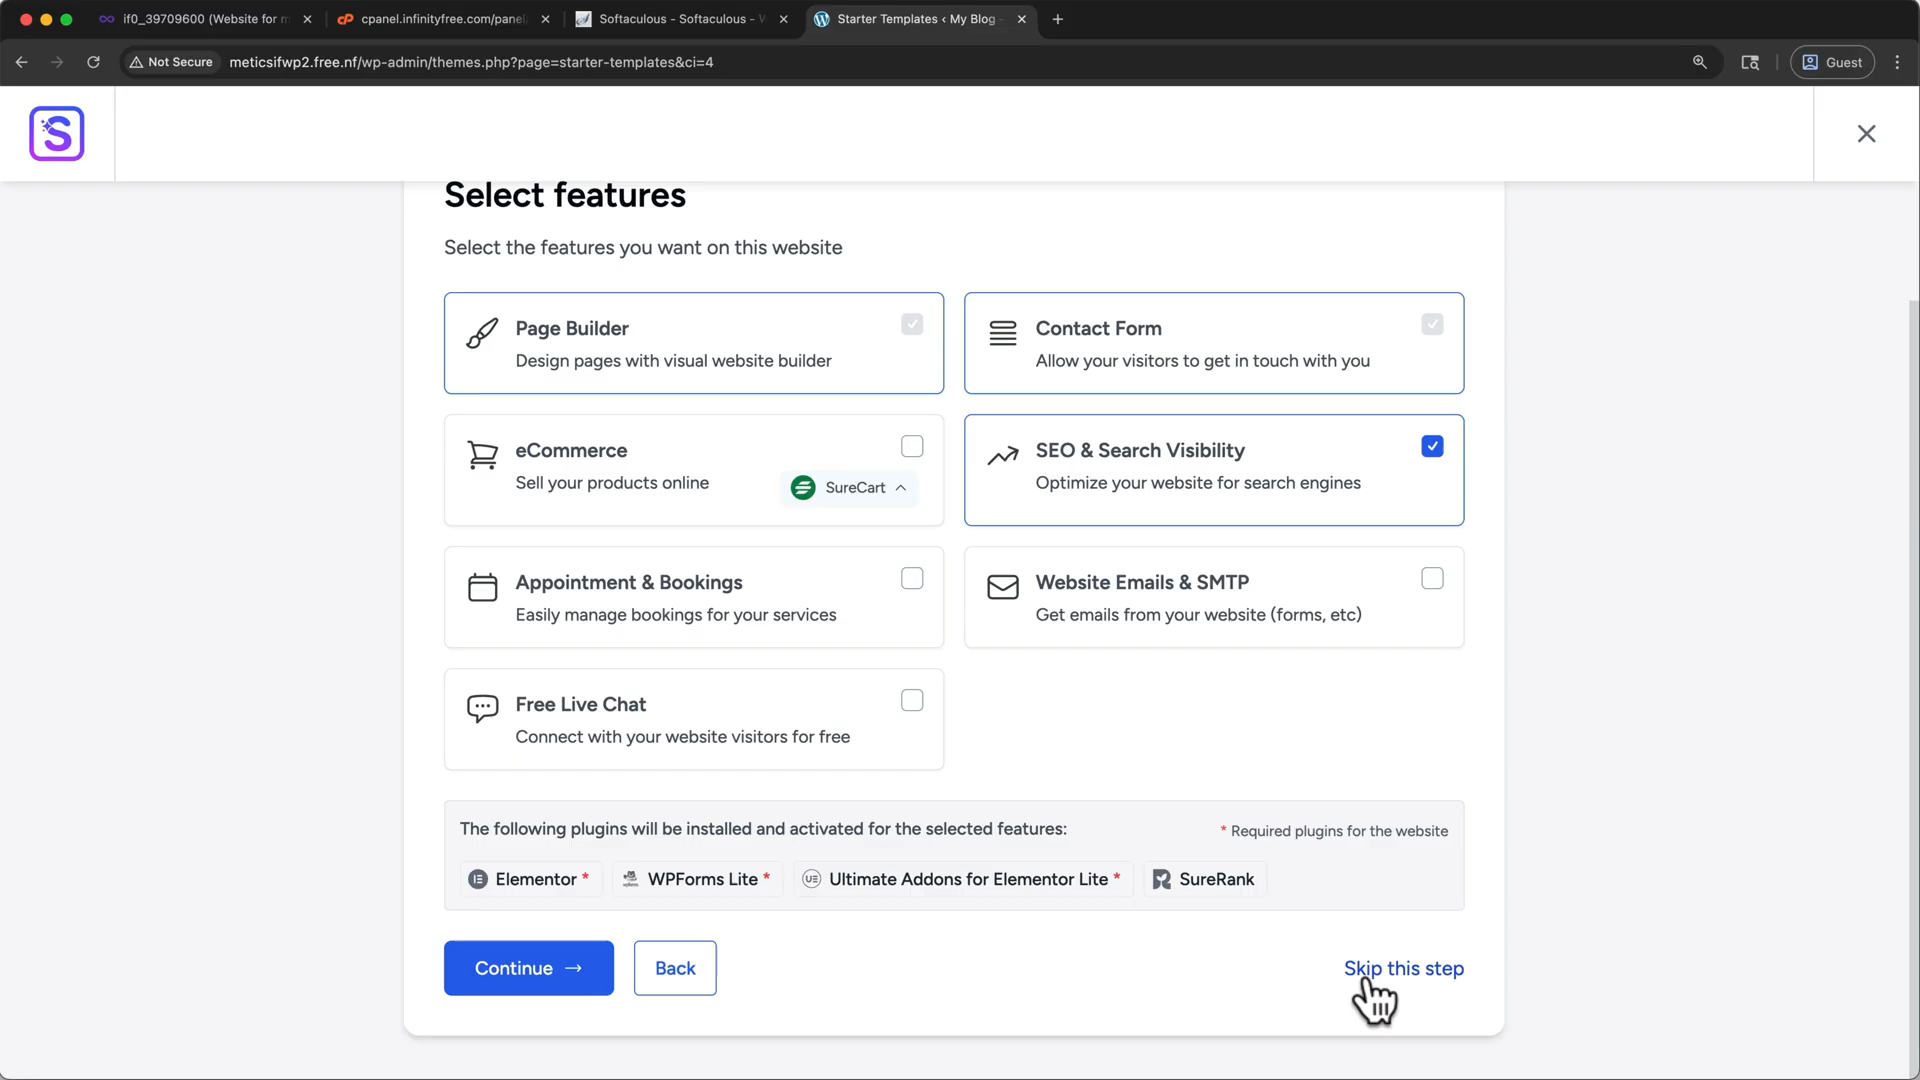 if0_39709600 (Website for m
cpanel.infinityfree.com/panel/
Softaculous - Softaculous - W
Starter Templates ‹ My Blog -
Not Secure
meticsifwp2.free.nf/wp-admin/themes.php?page=starter-templates&ci=4
Guest
S
Select features
Select the features you want on this website
Page Builder
Design pages with visual website builder
Contact Form
Allow your visitors to get in touch with you
eCommerce
Sell your products online
SureCart
SEO & Search Visibility
Optimize your website for search engines
Appointment & Bookings
Easily manage bookings for your services
Website Emails & SMTP
Get emails from your website (forms, etc)
Free Live Chat
Connect with your website visitors for free
The following plugins will be installed and activated for the selected features:
* Required plugins for the website
Elementor *
WPForms Lite *
Ultimate Addons for Elementor Lite *
SureRank
Continue →
Back
Skip this step